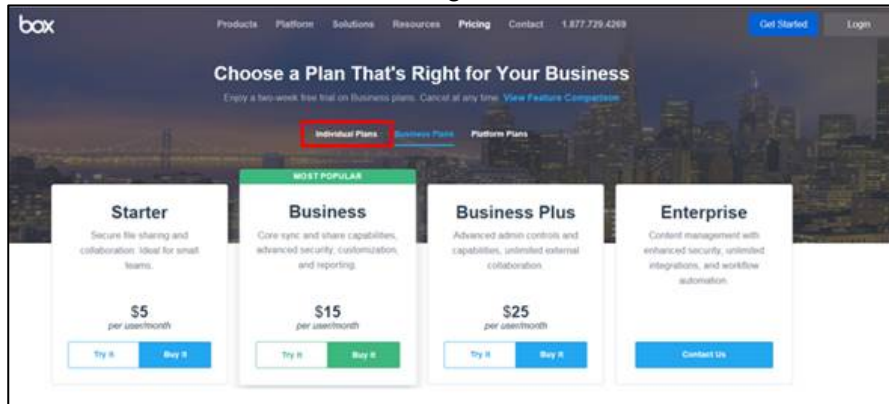 box
Products Platform Solutions Resources Pricing Contact 1.877.729.4269
Get Started Login
Choose a Plan That's Right for Your Business
Enjoy a two-week free trial on Business plans. Cancel at any time. View Feature Comparison
Individual Plans Business Plans Platform Plans
MOST POPULAR
Starter
Secure file sharing and
collaboration. Ideal for small
teams.
$5
per user/month
Try it Buy it
Business
Core sync and share capabilities,
advanced security, customization,
and reporting.
$15
per user/month
Try it Buy it
Business Plus
Advanced admin controls and
capabilities, unlimited external
collaboration.
$25
per user/month
Try it Buy it
Enterprise
Content management with
enhanced security, unlimited
integrations, and workflow
automation.
Contact Us